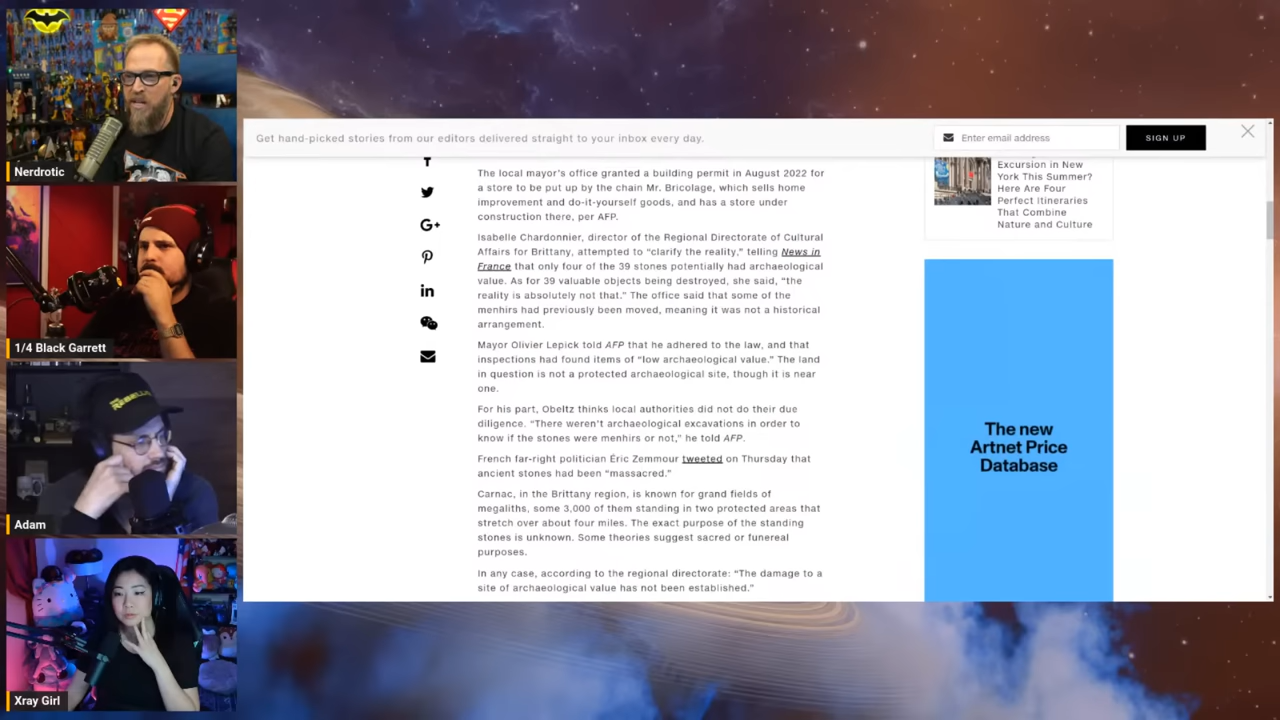 Nerdrotic
1/4 Black Garrett
Adam
Xray Girl
Get hand-picked stories from our editors delivered straight to your inbox every day.
Enter email address
SIGN UP
The local mayor's office granted a building permit in August 2022 for
a store to be put up by the chain Mr. Bricolage, which sells home
improvement and do-it-yourself goods, and has a store under
construction there, per AFP.
Isabelle Chardonnier, director of the Regional Directorate of Cultural
Affairs for Brittany, attempted to “clarify the reality,” telling News in
France that only four of the 39 stones potentially had archaeological
value. As for 39 valuable objects being destroyed, she said, “the
reality is absolutely not that.” The office said that some of the
menhirs had previously been moved, meaning it was not a historical
arrangement.
Mayor Olivier Lepick told AFP that he adhered to the law, and that
inspections had found items of “low archaeological value.” The land
in question is not a protected archaeological site, though it is near
one.
For his part, Obeltz thinks local authorities did not do their due
diligence. “There weren't archaeological excavations in order to
know if the stones were menhirs or not,” he told AFP.
French far-right politician Éric Zemmour tweeted on Thursday that
ancient stones had been “massacred.”
Carnac, in the Brittany region, is known for grand fields of
megaliths, some 3,000 of them standing in two protected areas that
stretch over about four miles. The exact purpose of the standing
stones is unknown. Some theories suggest sacred or funereal
purposes.
In any case, according to the regional directorate: “The damage to a
site of archaeological value has not been established.”
Excursion in New
York This Summer?
Here Are Four
Perfect Itineraries
That Combine
Nature and Culture
The new
Artnet Price
Database